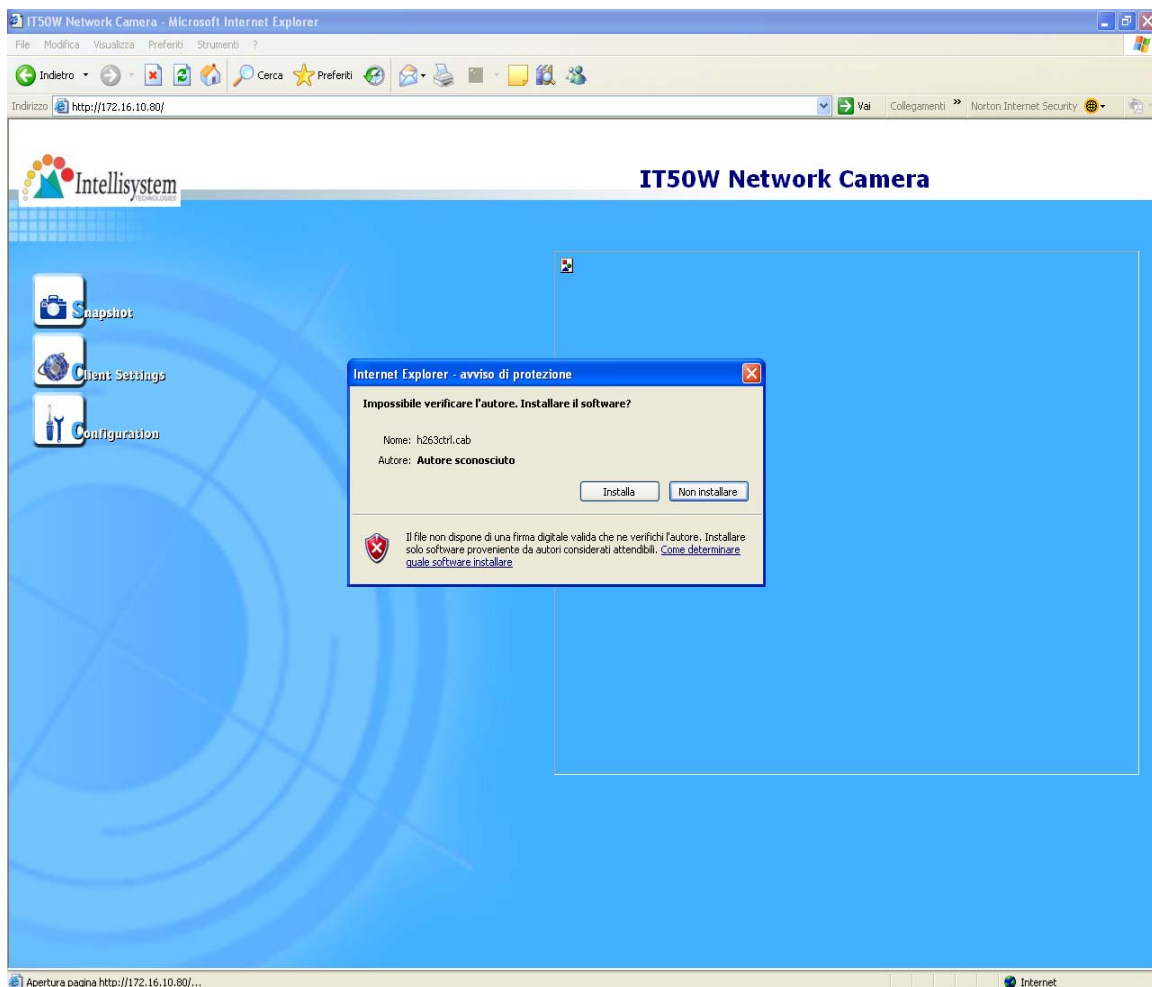 IT50W Network Camera - Microsoft Internet Explorer
File Modifica Visualizza Preferiti Strumenti ?
Indietro Cerca Preferiti
Indirizzo http://172.16.10.80/ Vai Collegamenti » Norton Internet Security
Intellisystem
TECHNOLOGIES
IT50W Network Camera
Snapshot
Client Settings
Configuration
Internet Explorer - avviso di protezione
Impossibile verificare l'autore. Installare il software?
Nome: h263ctrl.cab
Autore: Autore sconosciuto
Installa Non installare
Il file non dispone di una firma digitale valida che ne verifichi l'autore. Installare
solo software proveniente da autori considerati attendibili. Come determinare
quale software installare
Apertura pagina http://172.16.10.80/... Internet